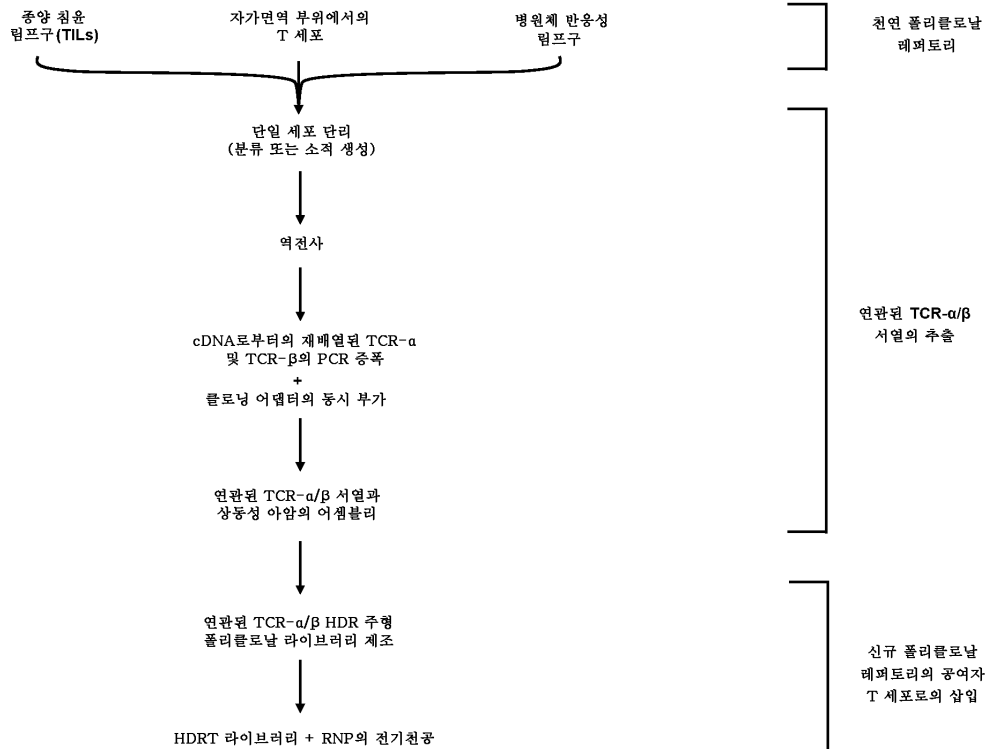 종양 침윤
림프구(TILs)
자가면역 부위에서의
T 세포
병원체 반응성
림프구
천연 폴리클로날
레퍼토리
단일 세포 단리
(분류 또는 소적 생성)
역전사
cDNA로부터의 재배열된 TCR-α
및 TCR-β의 PCR 증폭
+
클로닝 어댑터의 동시 부가
연관된 TCR-α/β
서열의 추출
연관된 TCR-α/β 서열과
상동성 아암의 어셈블리
연관된 TCR-α/β HDR 주형
폴리클로날 라이브러리 제조
신규 폴리클로날
레퍼토리의 공여자
T 세포로의 삽입
HDRT 라이브러리 + RNP의 전기천공